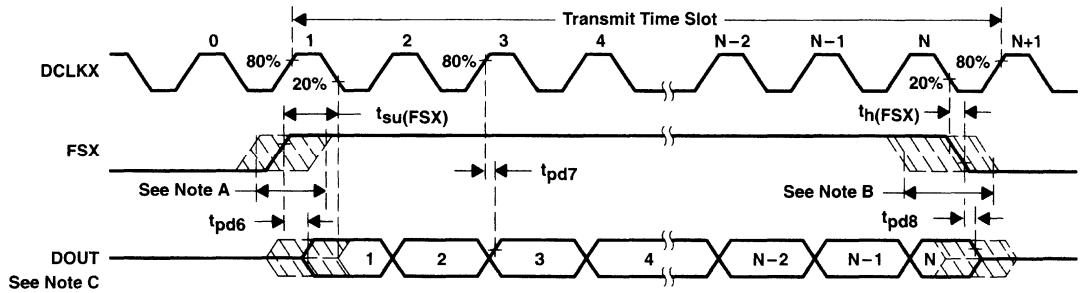 Transmit Time Slot
0 1 2 3 4 N−2 N−1 N N+1
DCLKX 80% 20% 80% 20% 80%
tsu(FSX) th(FSX)
FSX
See Note A tpd7 See Note B
tpd6 tpd8
DOUT 1 2 3 4 N−2 N−1 N
See Note C